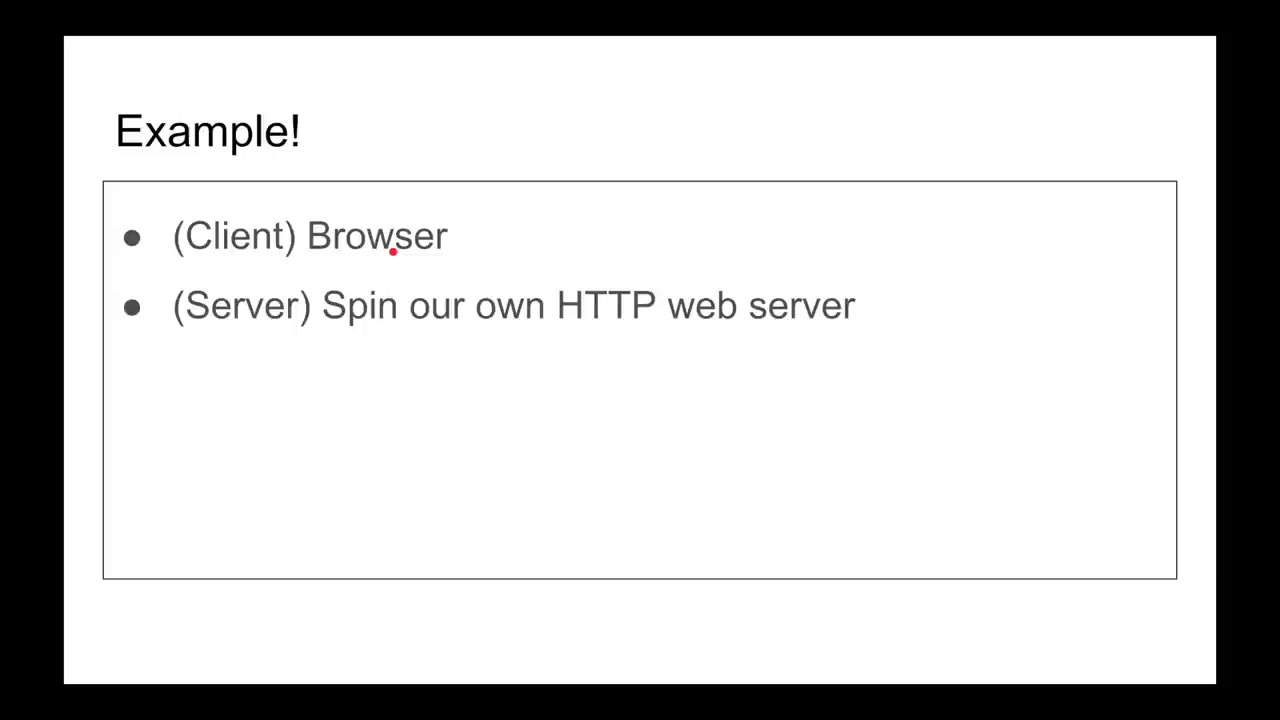 Example!
● (Client) Browser
● (Server) Spin our own HTTP web server